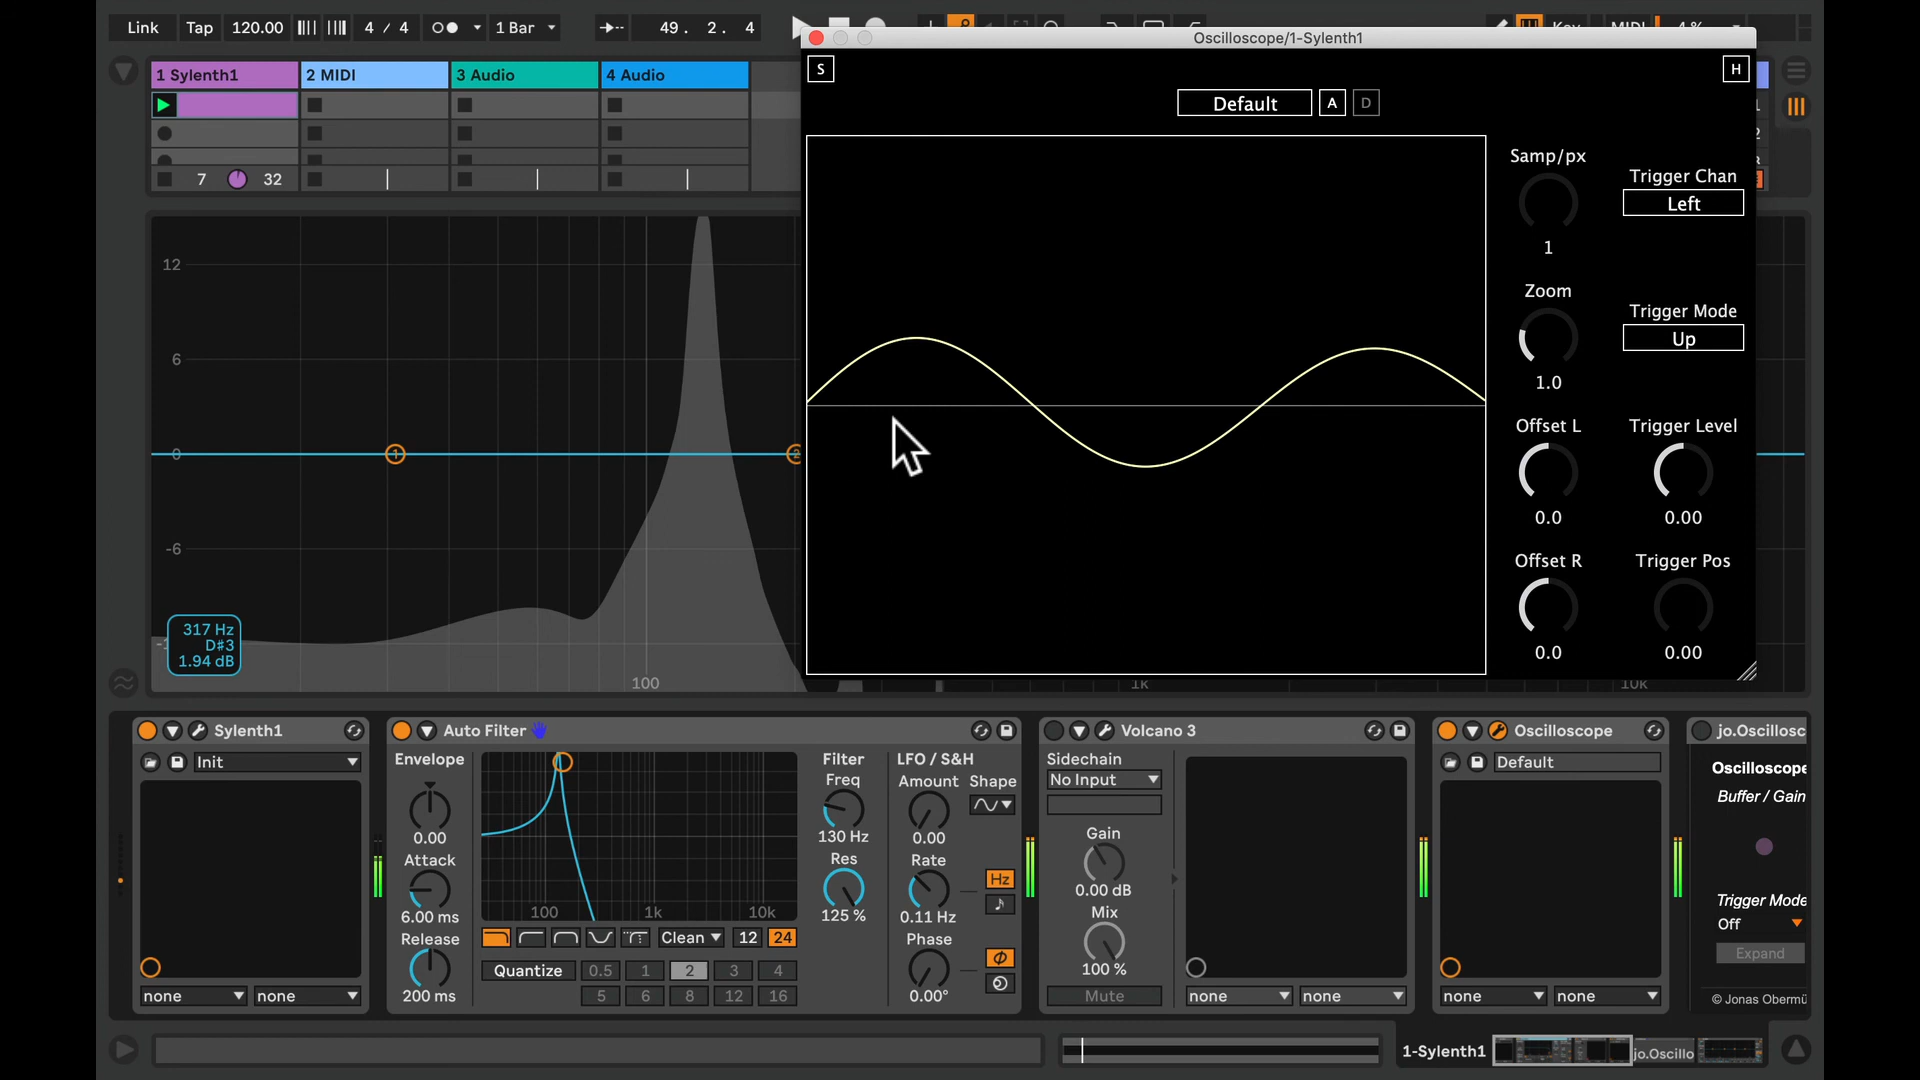 Link Tap 120.00 4 / 4 1 Bar 49. 2. 4
Oscilloscope/1-Sylenth1
S H
Default A D
1 Sylenth1 2 MIDI 3 Audio 4 Audio
7 32
12
6
0
-6
317 Hz
D#3
1.94 dB
100 1k 10k
1 2
Samp/px
1
Trigger Chan
Left
Zoom
1.0
Trigger Mode
Up
Offset L
0.0
Trigger Level
0.00
Offset R
0.0
Trigger Pos
0.00
Sylenth1
Init
none none
Auto Filter
Envelope
0.00
Attack
6.00 ms
Release
200 ms
100 1k 10k
Clean 12 24
Quantize 0.5 1 2 3 4
5 6 8 12 16
Filter
Freq
130 Hz
Res
125 %
LFO / S&H
Amount Shape
0.00
Rate
0.11 Hz
Hz
Phase
0.00°
Volcano 3
Sidechain
No Input
Gain
0.00 dB
Mix
100 %
Mute
none none
Oscilloscope
Default
none none
jo.Oscillosc
Oscilloscope
Buffer / Gain
Trigger Mode
Off
Expand
© Jonas Obermü
1-Sylenth1
jo.Oscillo